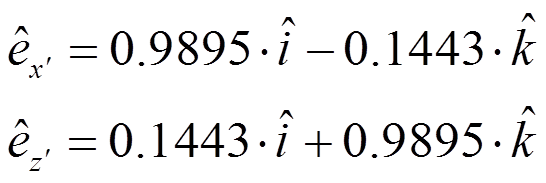 ê_x′ = 0.9895·î − 0.1443·k̂
ê_z′ = 0.1443·î + 0.9895·k̂